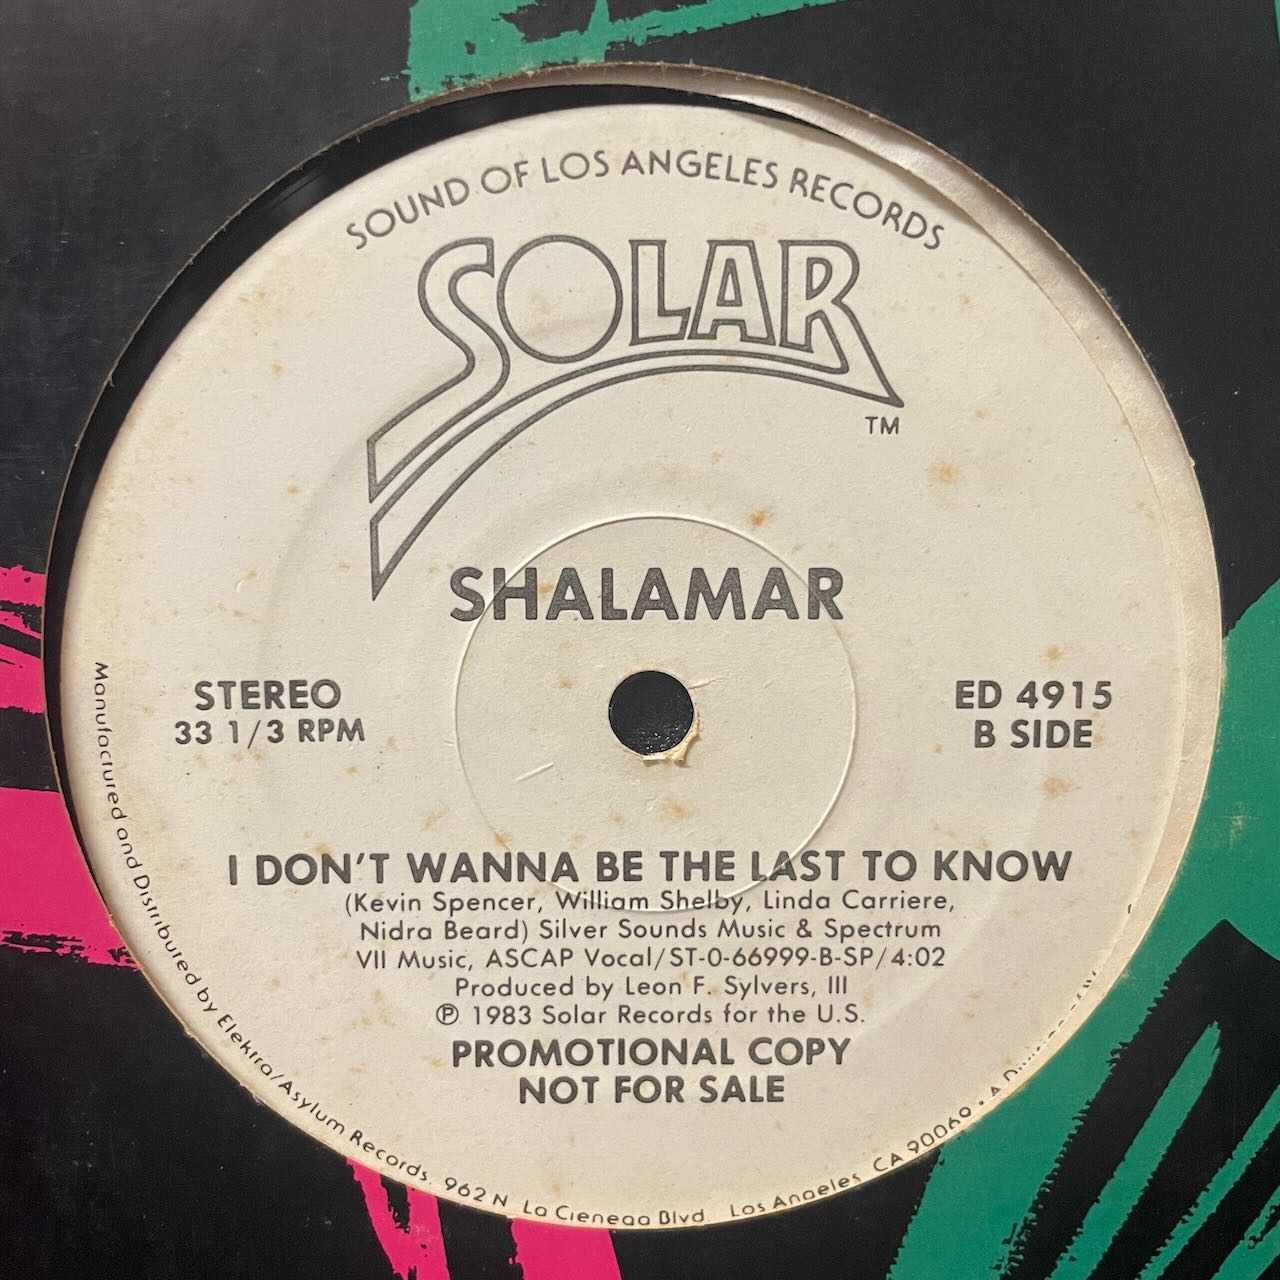 SOUND OF LOS ANGELES RECORDS
SOLAR
TM
SHALAMAR
STEREO
33 1/3 RPM
ED 4915
B SIDE
I DON'T WANNA BE THE LAST TO KNOW
(Kevin Spencer, William Shelby, Linda Carriere,
Nidra Beard) Silver Sounds Music & Spectrum
VII Music, ASCAP Vocal/ST-0-66999-B-SP/4:02
Produced by Leon F. Sylvers, III
℗ 1983 Solar Records for the U.S.
PROMOTIONAL COPY
NOT FOR SALE
Manufactured and Distributed by Elektra/Asylum Records. 962 N La Cienega Blvd Los Angeles CA 90069 • A